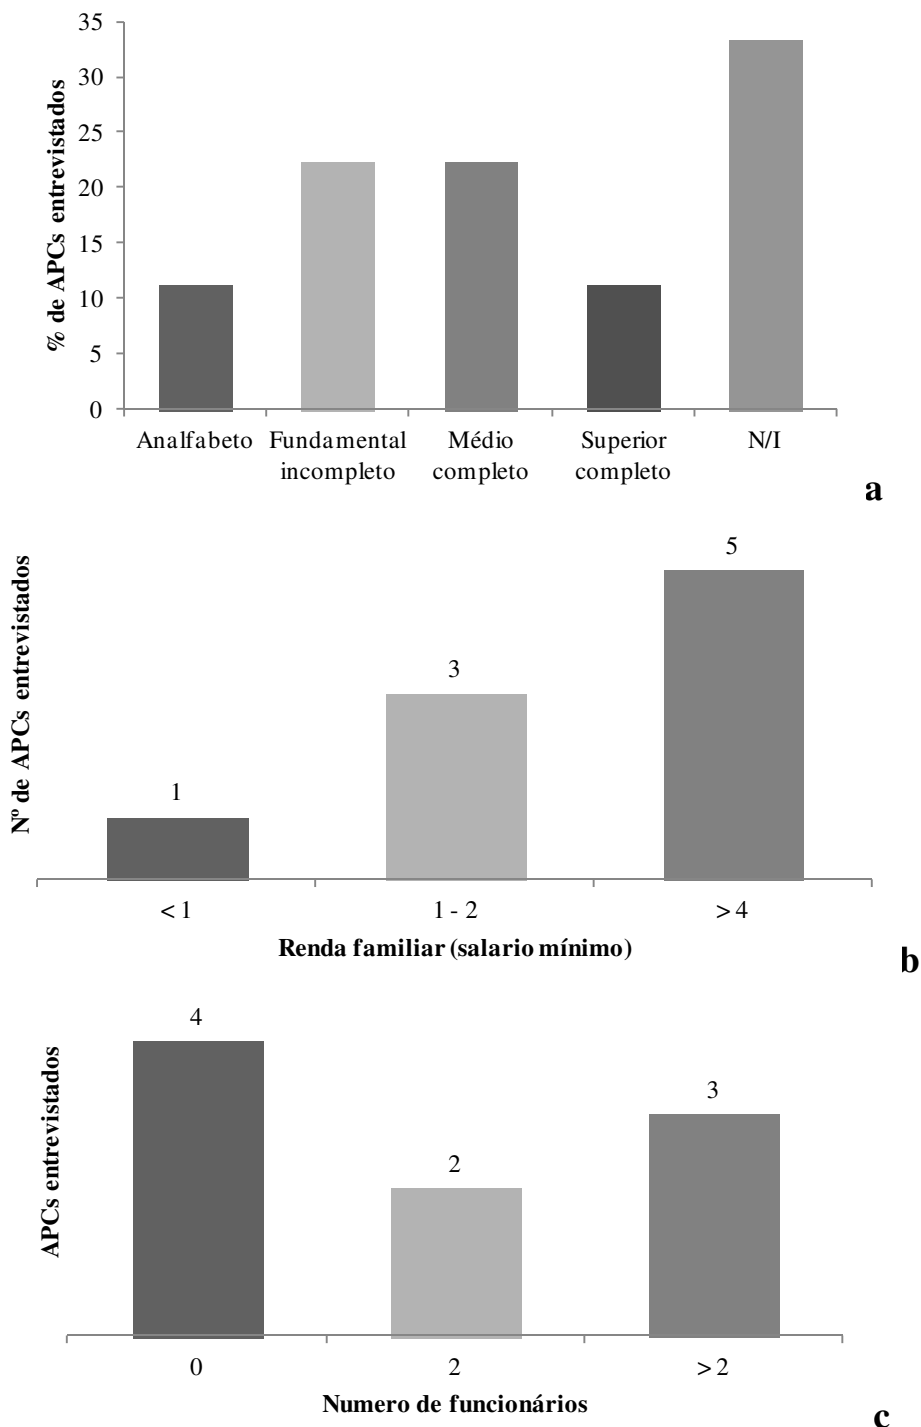 % de APCs entrevistados
35
30
25
20
15
10
5
0
Analfabeto
Fundamental
incompleto
Médio
completo
Superior
completo
N/I
a
Nº de APCs entrevistados
1
3
5
< 1
1 - 2
> 4
Renda familiar (salario mínimo)
b
APCs entrevistados
4
2
3
0
2
> 2
Numero de funcionários
c